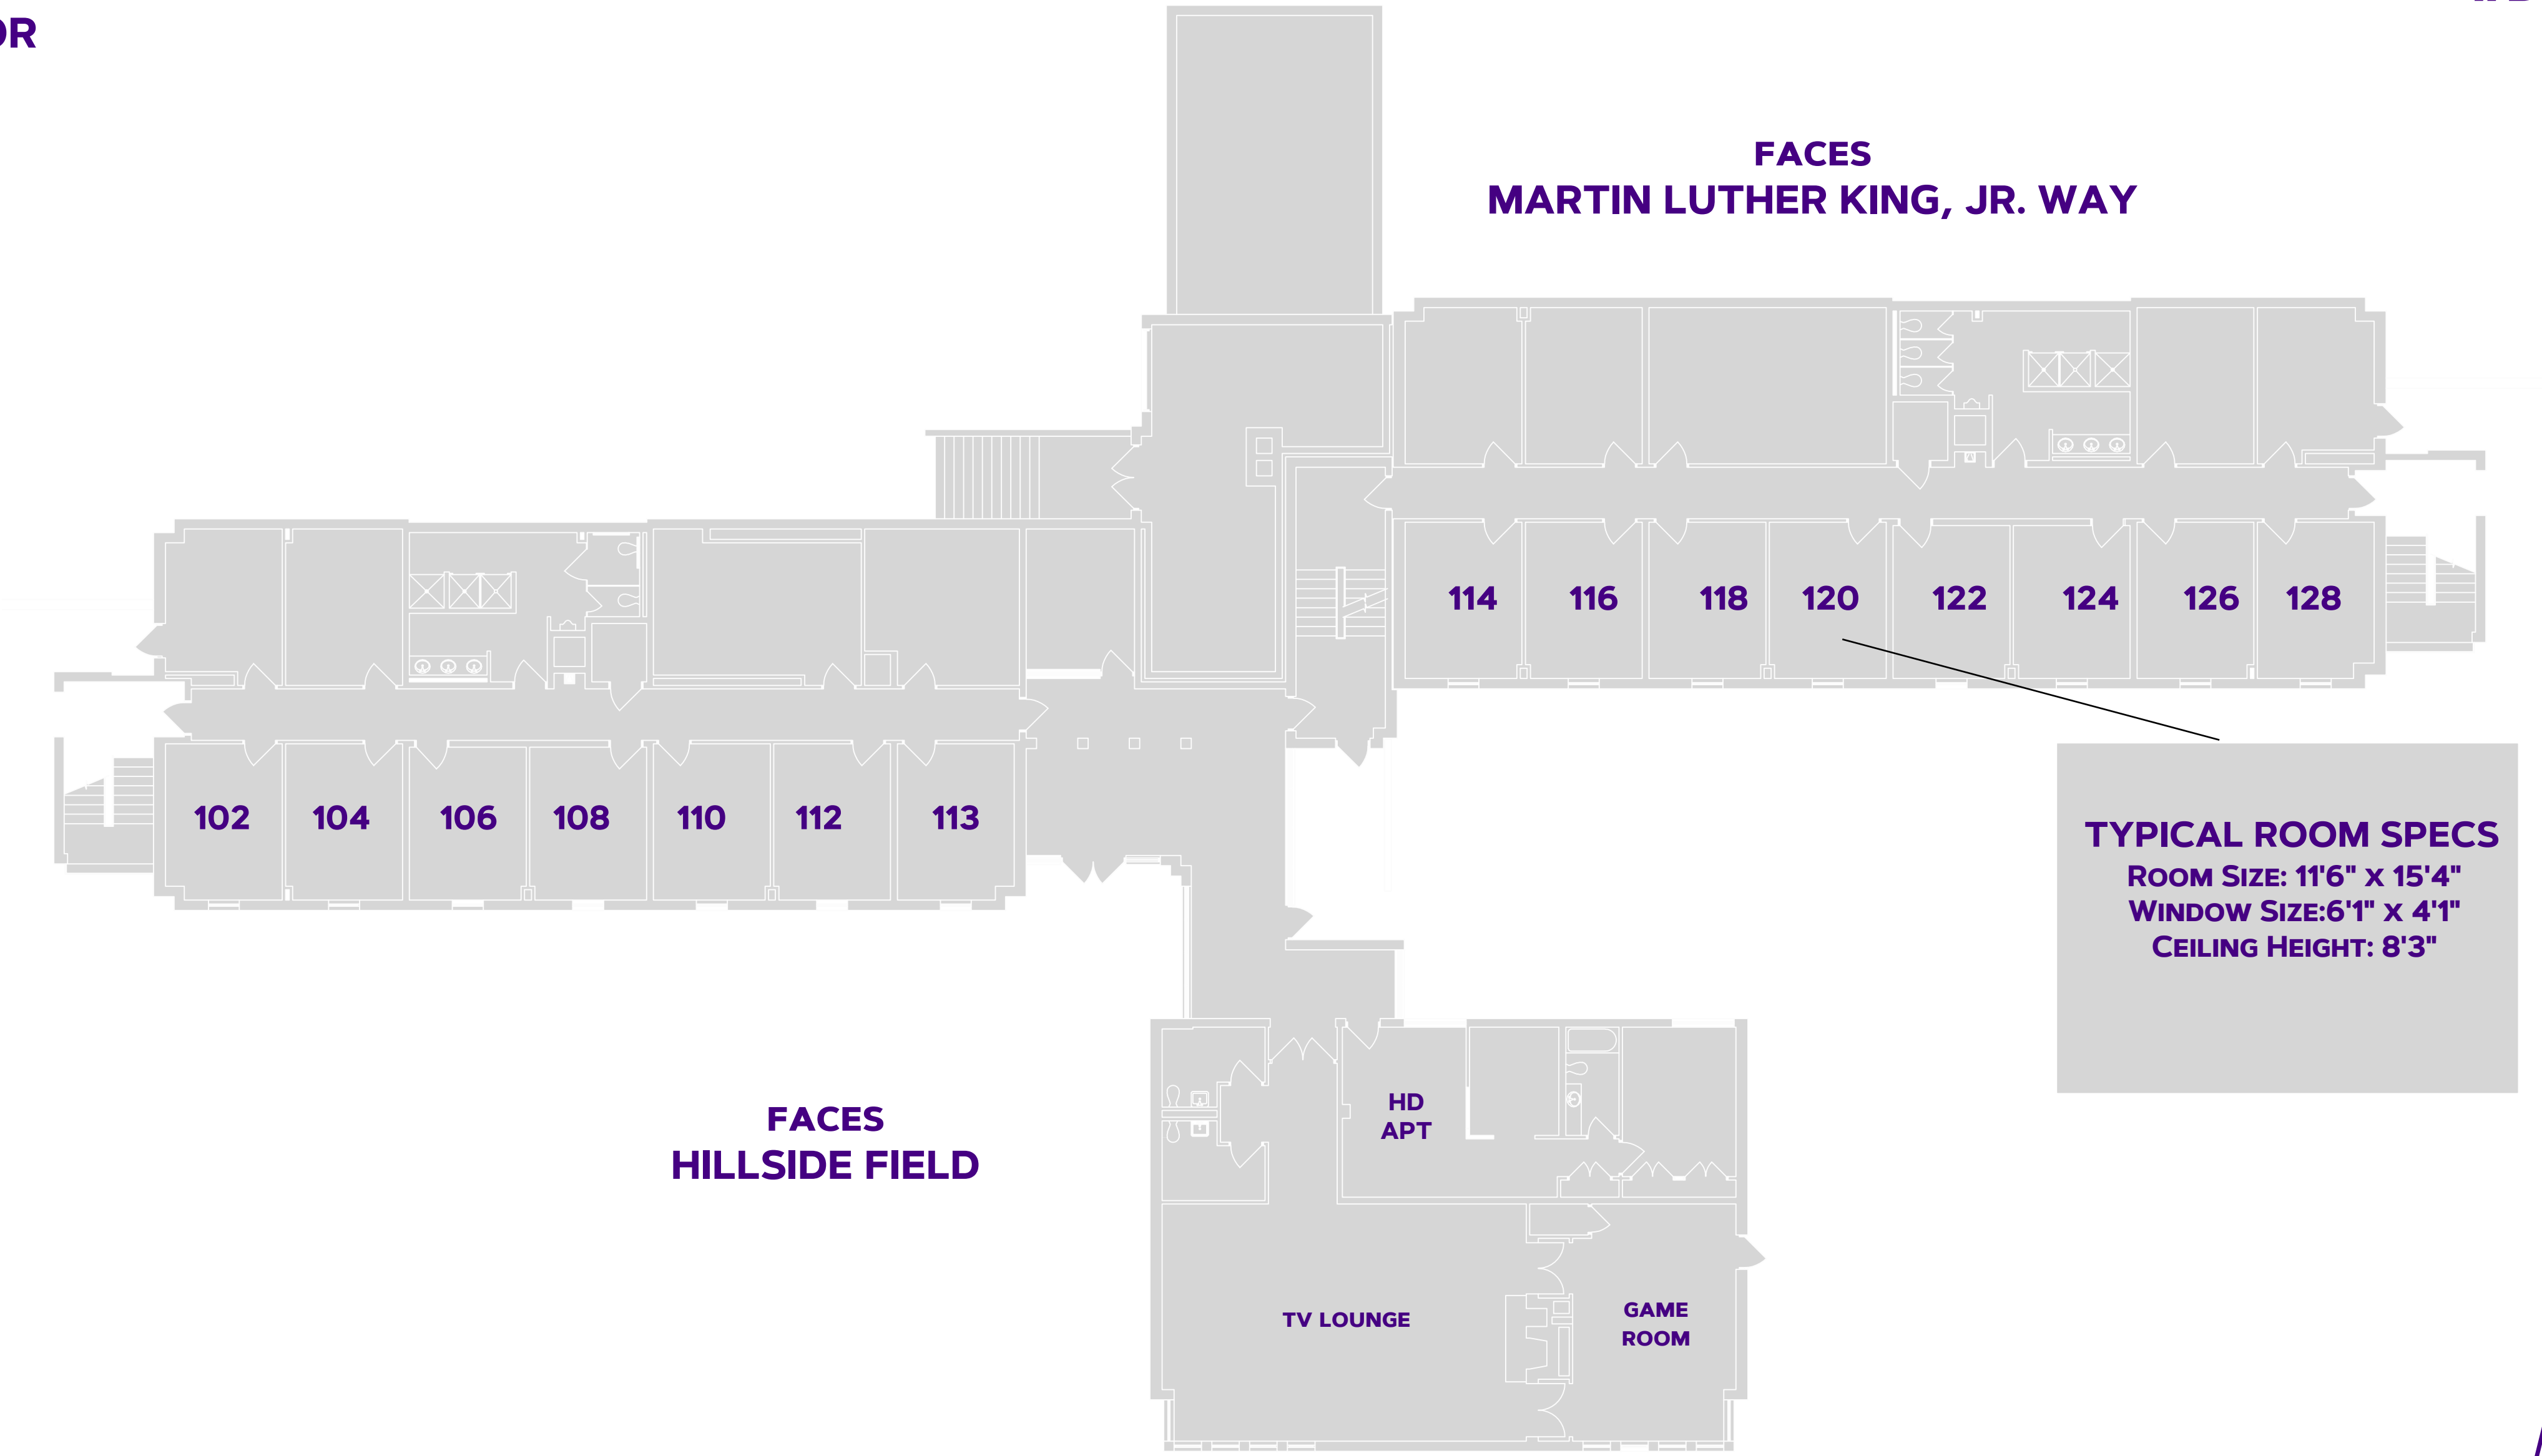 OR
FACES
MARTIN LUTHER KING, JR. WAY
114 116 118 120 122 124 126 128
102 104 106 108 110 112 113
TYPICAL ROOM SPECS
ROOM SIZE: 11'6" X 15'4"
WINDOW SIZE:6'1" X 4'1"
CEILING HEIGHT: 8'3"
FACES
HILLSIDE FIELD
HD
APT
TV LOUNGE
GAME
ROOM